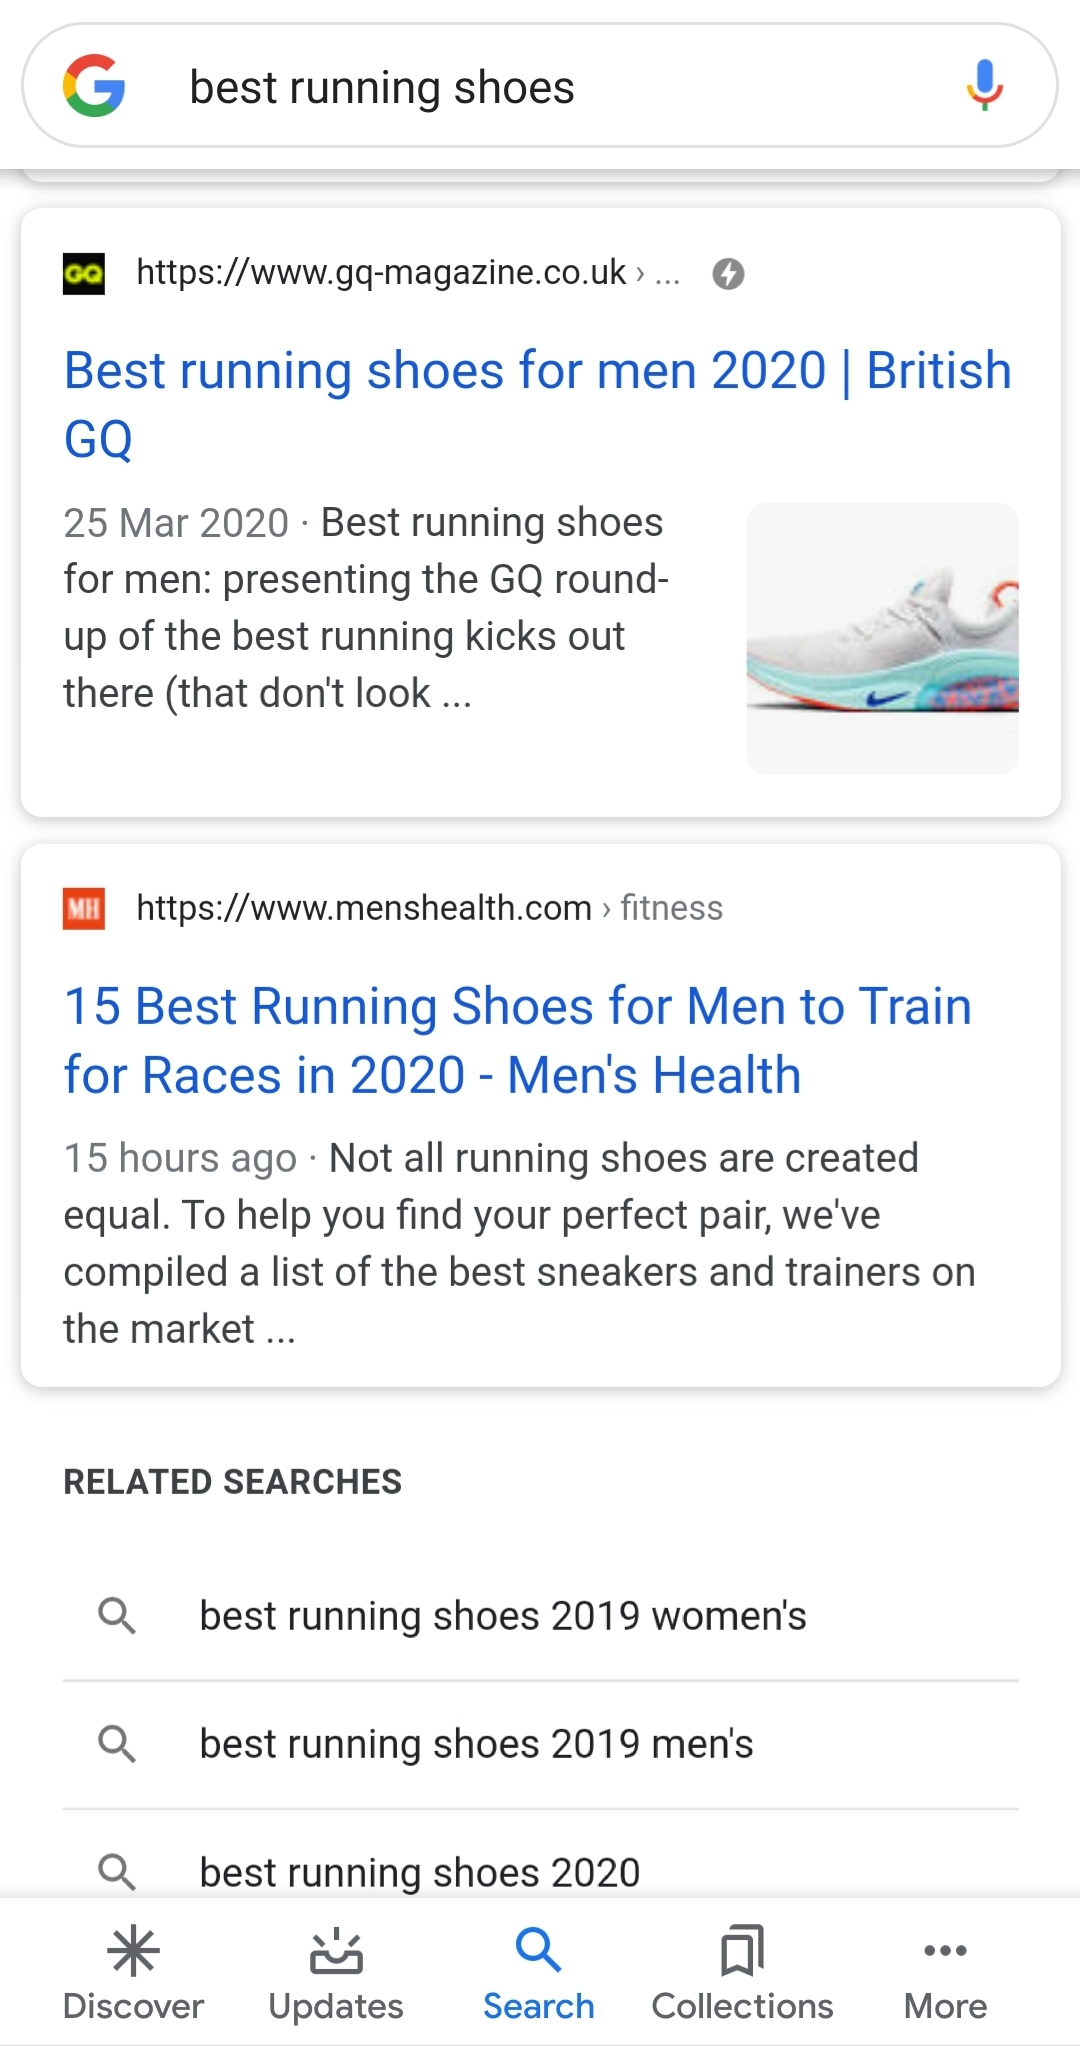 best running shoes
GQ https://www.gq-magazine.co.uk › ...
Best running shoes for men 2020 | British
GQ
25 Mar 2020 · Best running shoes
for men: presenting the GQ round-
up of the best running kicks out
there (that don't look ...
MH https://www.menshealth.com › fitness
15 Best Running Shoes for Men to Train
for Races in 2020 - Men's Health
15 hours ago · Not all running shoes are created
equal. To help you find your perfect pair, we've
compiled a list of the best sneakers and trainers on
the market ...
RELATED SEARCHES
best running shoes 2019 women's
best running shoes 2019 men's
best running shoes 2020
Discover Updates Search Collections More